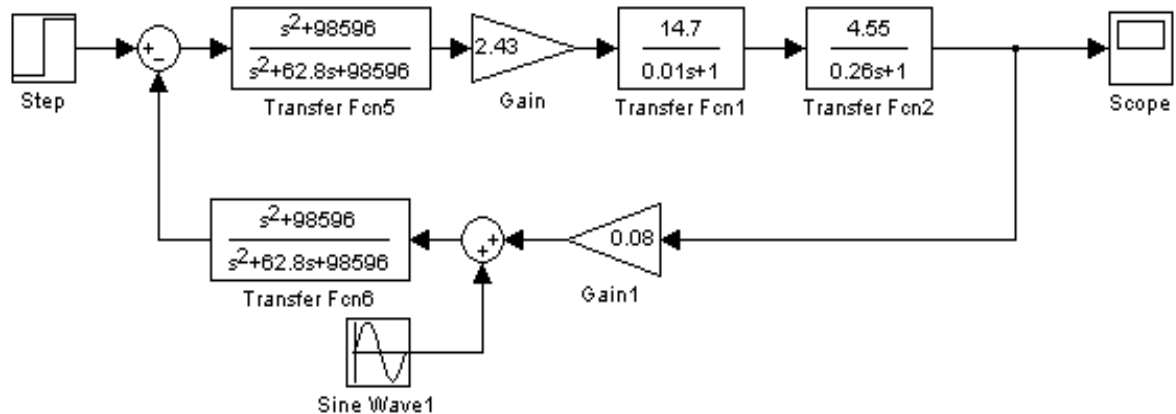 s²+98596
s²+62.8s+98596
2.43
14.7
0.01s+1
4.55
0.26s+1
Step
Transfer Fcn5
Gain
Transfer Fcn1
Transfer Fcn2
Scope
s²+98596
s²+62.8s+98596
0.08
Transfer Fcn6
Gain1
Sine Wave1